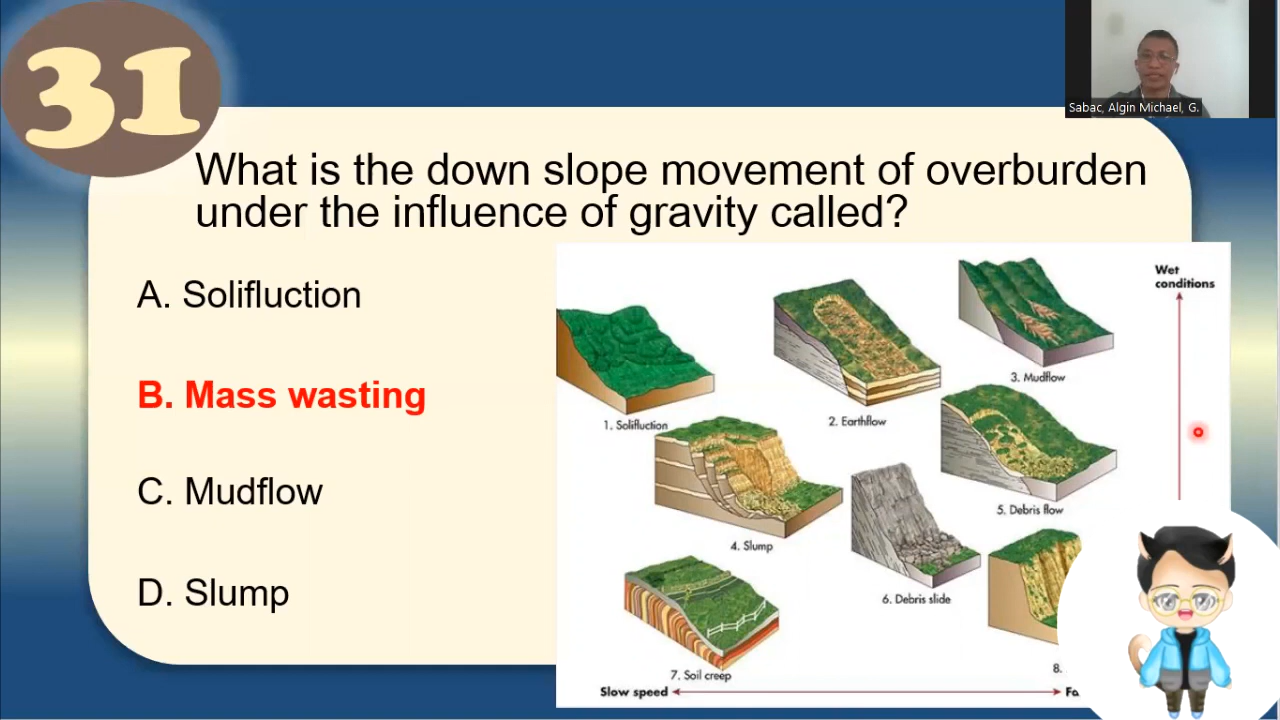 31
Sabac, Algin Michael, G.
What is the down slope movement of overburden
under the influence of gravity called?
A. Solifluction
B. Mass wasting
C. Mudflow
D. Slump
Wet
conditions
3. Mudflow
2. Earthflow
1. Solifluction
5. Debris flow
4. Slump
6. Debris slide
7. Soil creep
8.
Slow speed